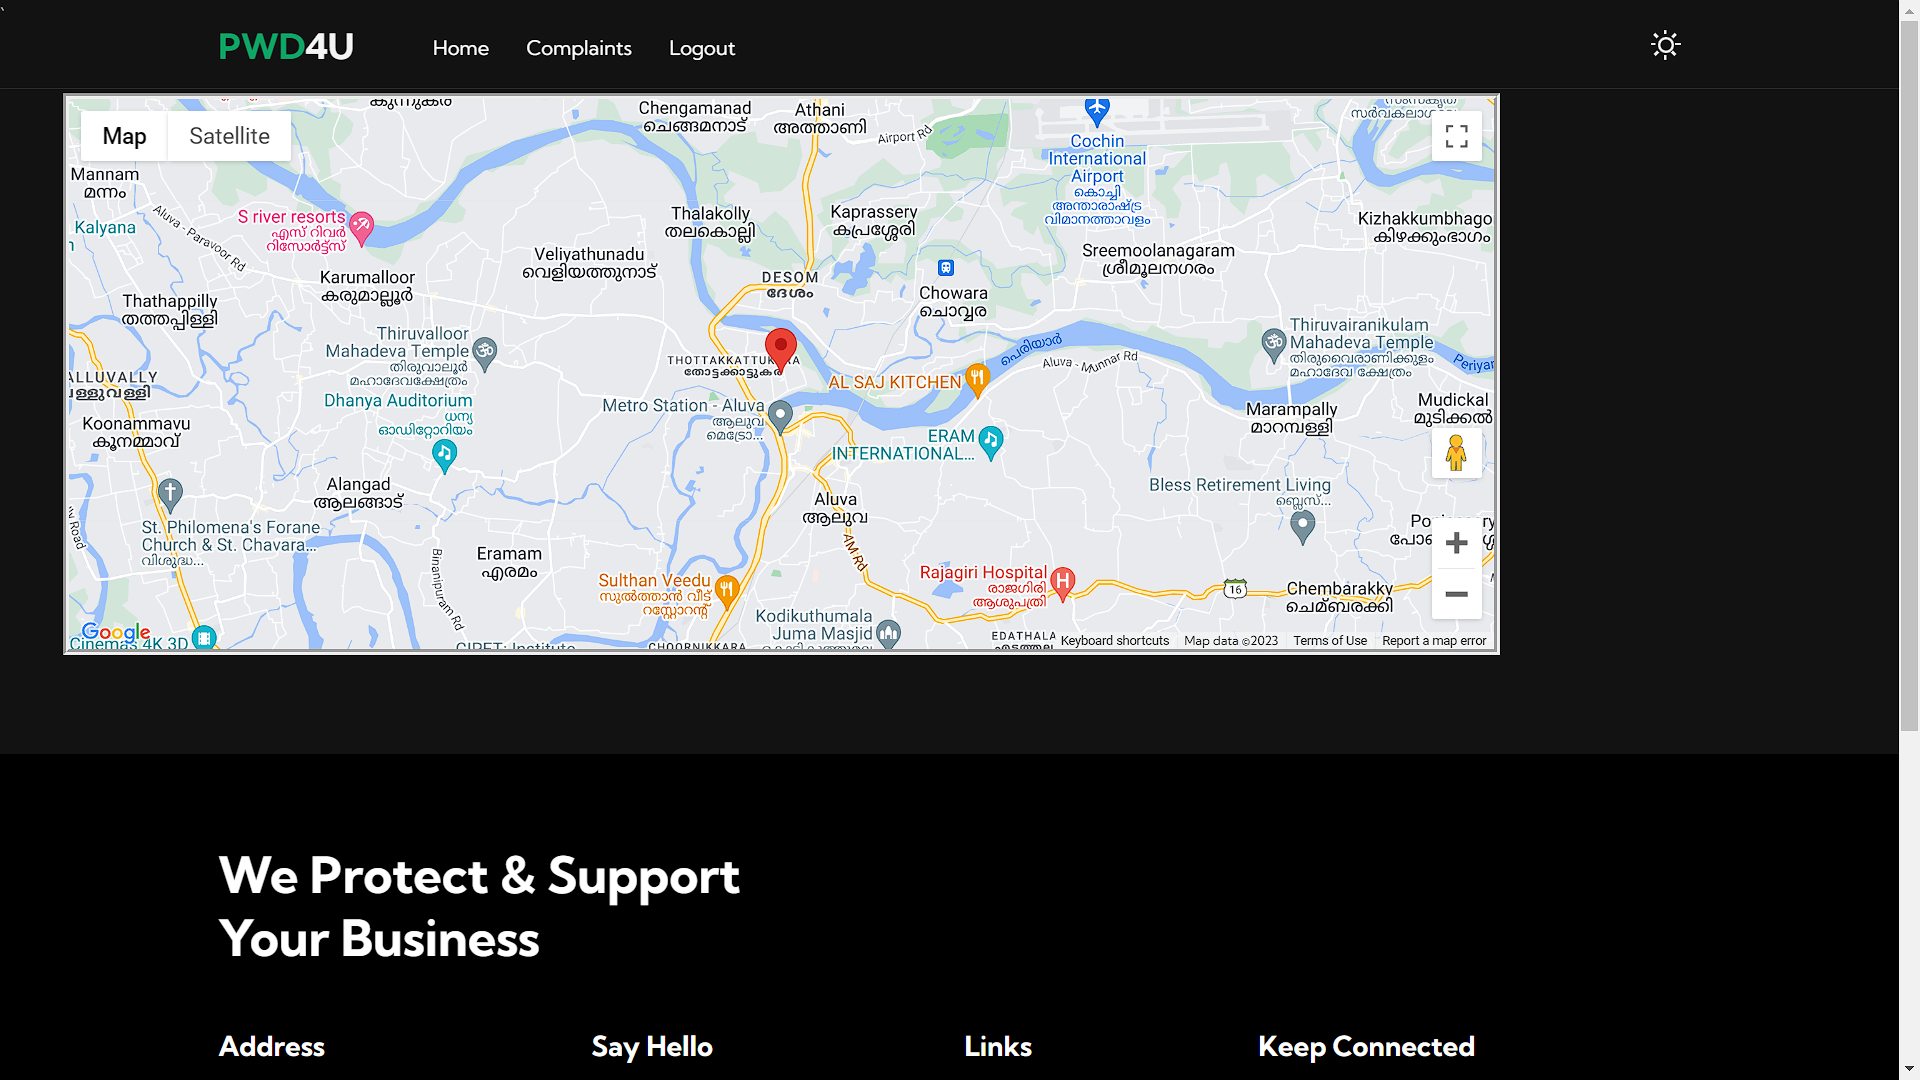 `
PWD4U
Home
Complaints
Logout
Map
Satellite
Chengamanad
ചെങ്ങമനാട്
Athani
അത്താണി
Airport Rd
Cochin
International
Airport
കൊച്ചി
അന്താരാഷ്ട്ര
വിമാനത്താവളം
Mannam
മന്നം
Kalyana
Aluva - Paravoor Rd
S river resorts
എസ് റിവർ
റിസോർട്ട്സ്
Thalakolly
തലകൊല്ലി
Kaprassery
കപ്രശ്ശേരി
Kizhakkumbhago
കിഴക്കുംഭാഗം
Veliyathunadu
വെളിയത്തുനാട്
Sreemoolanagaram
ശ്രീമൂലനഗരം
Karumalloor
കരുമാല്ലൂർ
DESOM
ദേശം
Chowara
ചൊവ്വര
Thathappilly
തത്തപ്പിള്ളി
Thiruvalloor
Mahadeva Temple
തിരുവാലൂർ
മഹാദേവക്ഷേത്രം
പെരിയാർ
Aluva - Munnar Rd
Thiruvairanikulam
Mahadeva Temple
തിരുവൈരാണിക്കുളം
മഹാദേവ ക്ഷേത്രം
Periyar
തോട്ടക്കാട്ടുകര
ALLUVALLY
AL SAJ KITCHEN
Dhanya Auditorium
ധന്യ
ഓഡിറ്റോറിയം
Metro Station - Aluva
ആലുവ
മെട്രോ...
Marampally
മാറമ്പള്ളി
Mudickal
മുടിക്കൽ
Koonammavu
കൂനമ്മാവ്
ERAM
INTERNATIONAL...
Alangad
ആലങ്ങാട്
Aluva
ആലുവ
Bless Retirement Living
ബ്ലെസ്...
St. Philomena's Forane
Church & St. Chavara...
വിശുദ്ധ...
Eramam
എരമം
Binanipuram Rd
AM Rd
Sulthan Veedu
സുൽത്താൻ വീട്
റസ്റ്റോറന്റ്
Rajagiri Hospital
രാജഗിരി
ആശുപത്രി
16
Chembarakky
ചെമ്ബരക്കി
Kodikuthumala
Juma Masjid
Google
Cinemas 4K 3D
CIPET: Institute
CHOORNIKKARA
EDATHALA
Keyboard shortcuts
Map data ©2023
Terms of Use
Report a map error
We Protect & Support
Your Business
Address
Say Hello
Links
Keep Connected